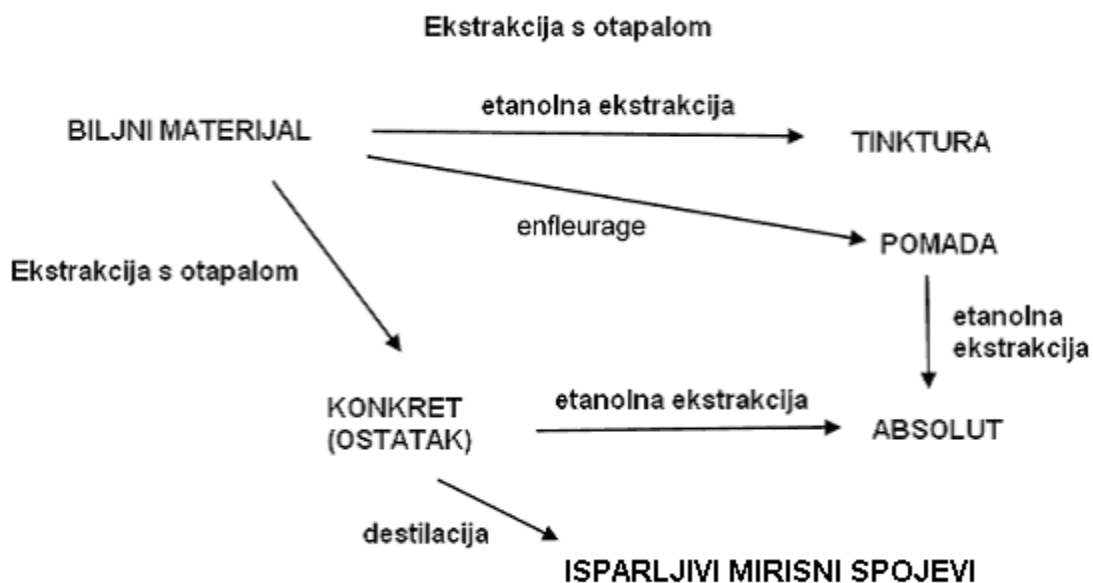 Ekstrakcija s otapalom
etanolna ekstrakcija
BILJNI MATERIJAL
TINKTURA
enfleurage
POMADA
Ekstrakcija s otapalom
etanolna
ekstrakcija
KONKRET
(OSTATAK)
etanolna ekstrakcija
ABSOLUT
destilacija
ISPARLJIVI MIRISNI SPOJEVI